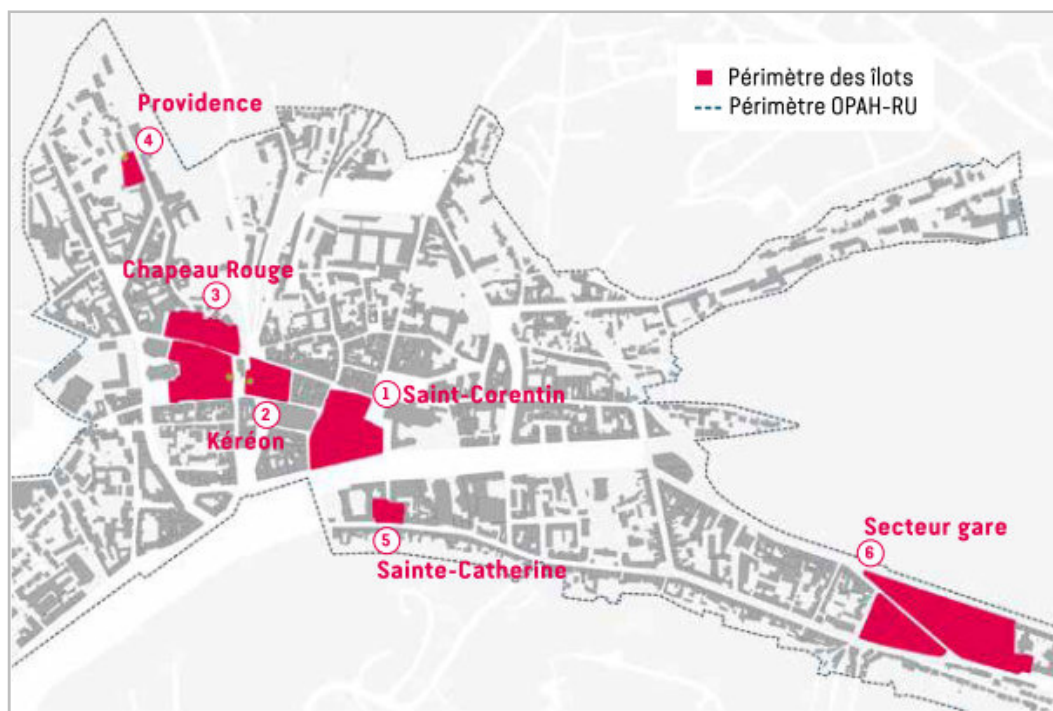 Périmètre des îlots
Périmètre OPAH-RU
Providence
4
Chapeau Rouge
3
1 Saint-Corentin
2
Kéréon
5
Sainte-Catherine
Secteur gare
6